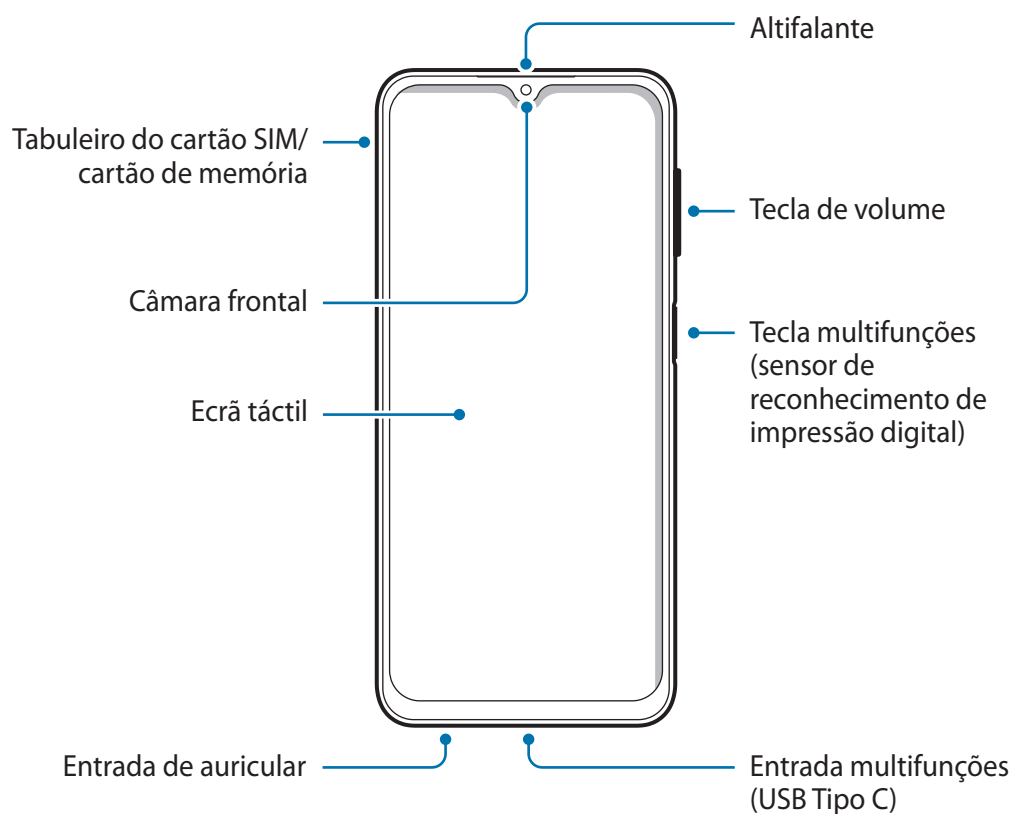 Altifalante
Tabuleiro do cartão SIM/
cartão de memória
Tecla de volume
Câmara frontal
Tecla multifunções
(sensor de
reconhecimento de
impressão digital)
Ecrã táctil
Entrada de auricular
Entrada multifunções
(USB Tipo C)